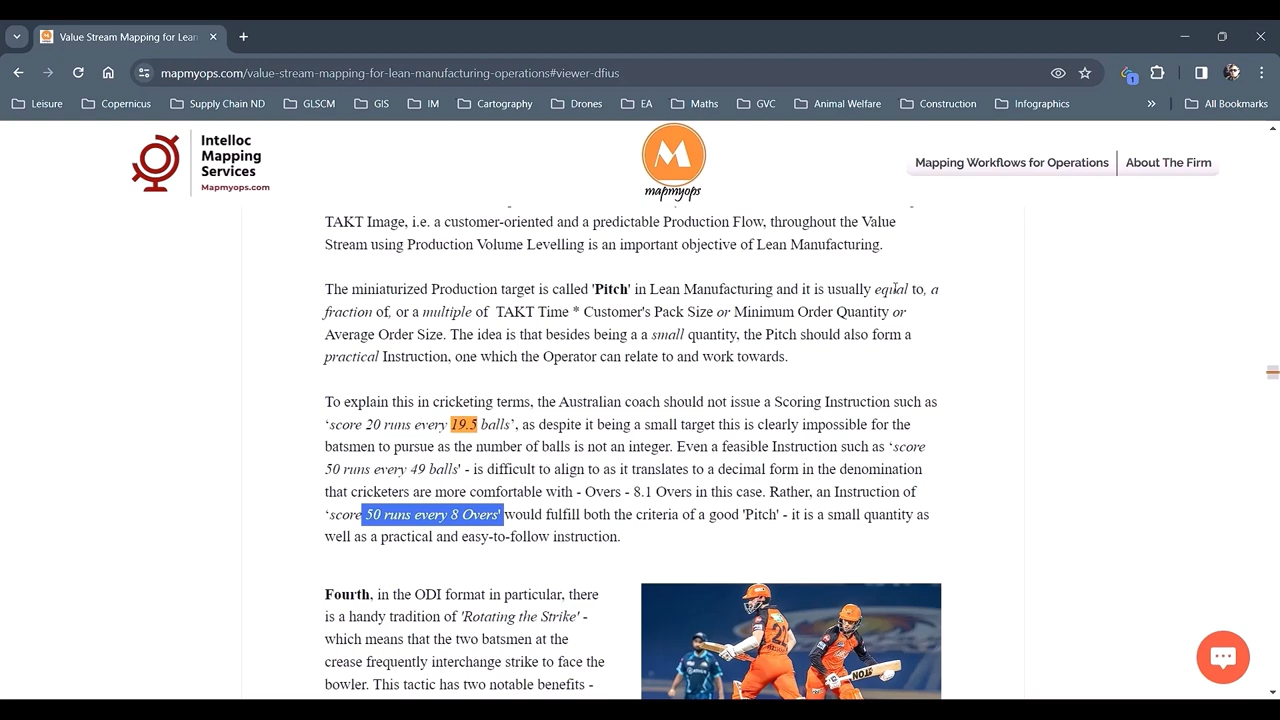 Value Stream Mapping for Lean
mapmyops.com/value-stream-mapping-for-lean-manufacturing-operations#viewer-dfius
1
Leisure
Copernicus
Supply Chain ND
GLSCM
GIS
IM
Cartography
Drones
EA
Maths
GVC
Animal Welfare
Construction
Infographics
All Bookmarks
Intelloc
Mapping
Services
Mapmyops.com
mapmyops
Mapping Workflows for Operations
About The Firm
TAKT Image, i.e. a customer-oriented and a predictable Production Flow, throughout the Value
Stream using Production Volume Levelling is an important objective of Lean Manufacturing.
The miniaturized Production target is called 'Pitch' in Lean Manufacturing and it is usually equal to, a
fraction of, or a multiple of TAKT Time * Customer's Pack Size or Minimum Order Quantity or
Average Order Size. The idea is that besides being a a small quantity, the Pitch should also form a
practical Instruction, one which the Operator can relate to and work towards.
To explain this in cricketing terms, the Australian coach should not issue a Scoring Instruction such as
‘score 20 runs every 19.5 balls’, as despite it being a small target this is clearly impossible for the
batsmen to pursue as the number of balls is not an integer. Even a feasible Instruction such as ‘score
50 runs every 49 balls' - is difficult to align to as it translates to a decimal form in the denomination
that cricketers are more comfortable with - Overs - 8.1 Overs in this case. Rather, an Instruction of
‘score 50 runs every 8 Overs' would fulfill both the criteria of a good 'Pitch' - it is a small quantity as
well as a practical and easy-to-follow instruction.
Fourth, in the ODI format in particular, there
is a handy tradition of 'Rotating the Strike' -
which means that the two batsmen at the
crease frequently interchange strike to face the
bowler. This tactic has two notable benefits -